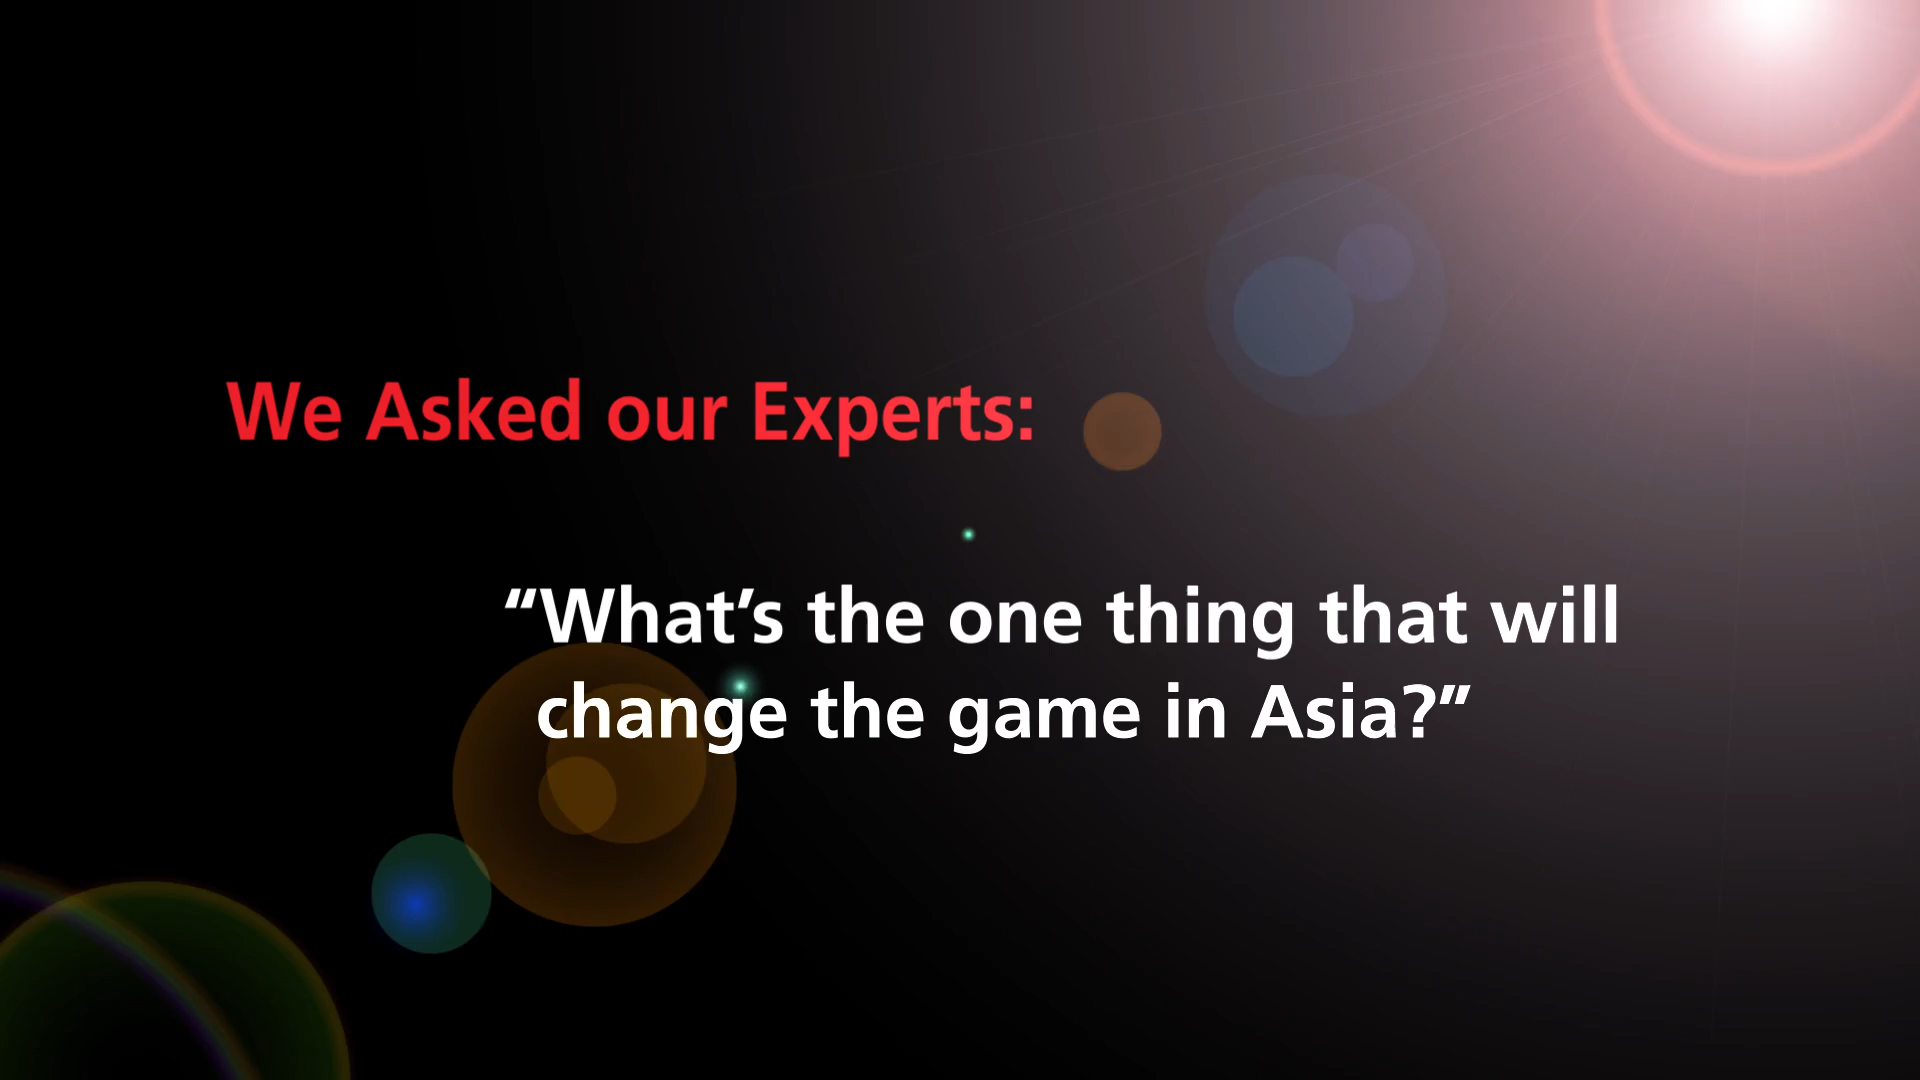 We Asked our Experts:
“What’s the one thing that will
change the game in Asia?”